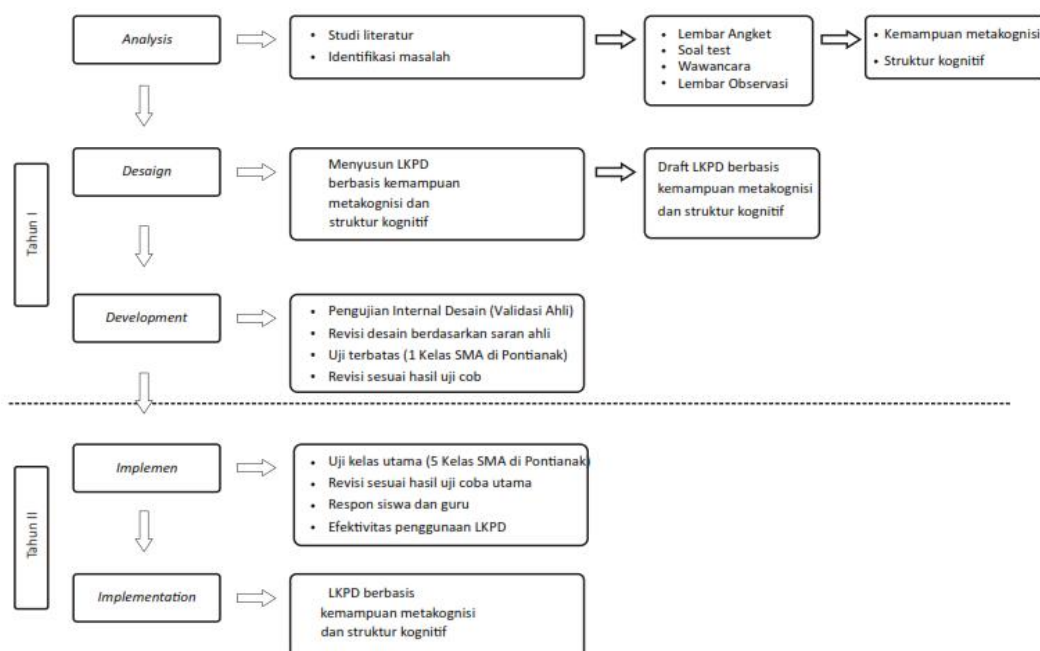 Analysis
• Studi literatur
• Identifikasi masalah
• Lembar Angket
• Soal test
• Wawancara
• Lembar Observasi
• Kemampuan metakognisi
• Struktur kognitif
Tahun I
Desaign
Menyusun LKPD
berbasis kemampuan
metakognisi dan
struktur kognitif
Draft LKPD berbasis
kemampuan metakognisi
dan struktur kognitif
Development
• Pengujian Internal Desain (Validasi Ahli)
• Revisi desain berdasarkan saran ahli
• Uji terbatas (1 Kelas SMA di Pontianak)
• Revisi sesuai hasil uji cob
Tahun II
Implemen
• Uji kelas utama (5 Kelas SMA di Pontianak)
• Revisi sesuai hasil uji coba utama
• Respon siswa dan guru
• Efektivitas penggunaan LKPD
Implementation
LKPD berbasis
kemampuan metakognisi
dan struktur kognitif